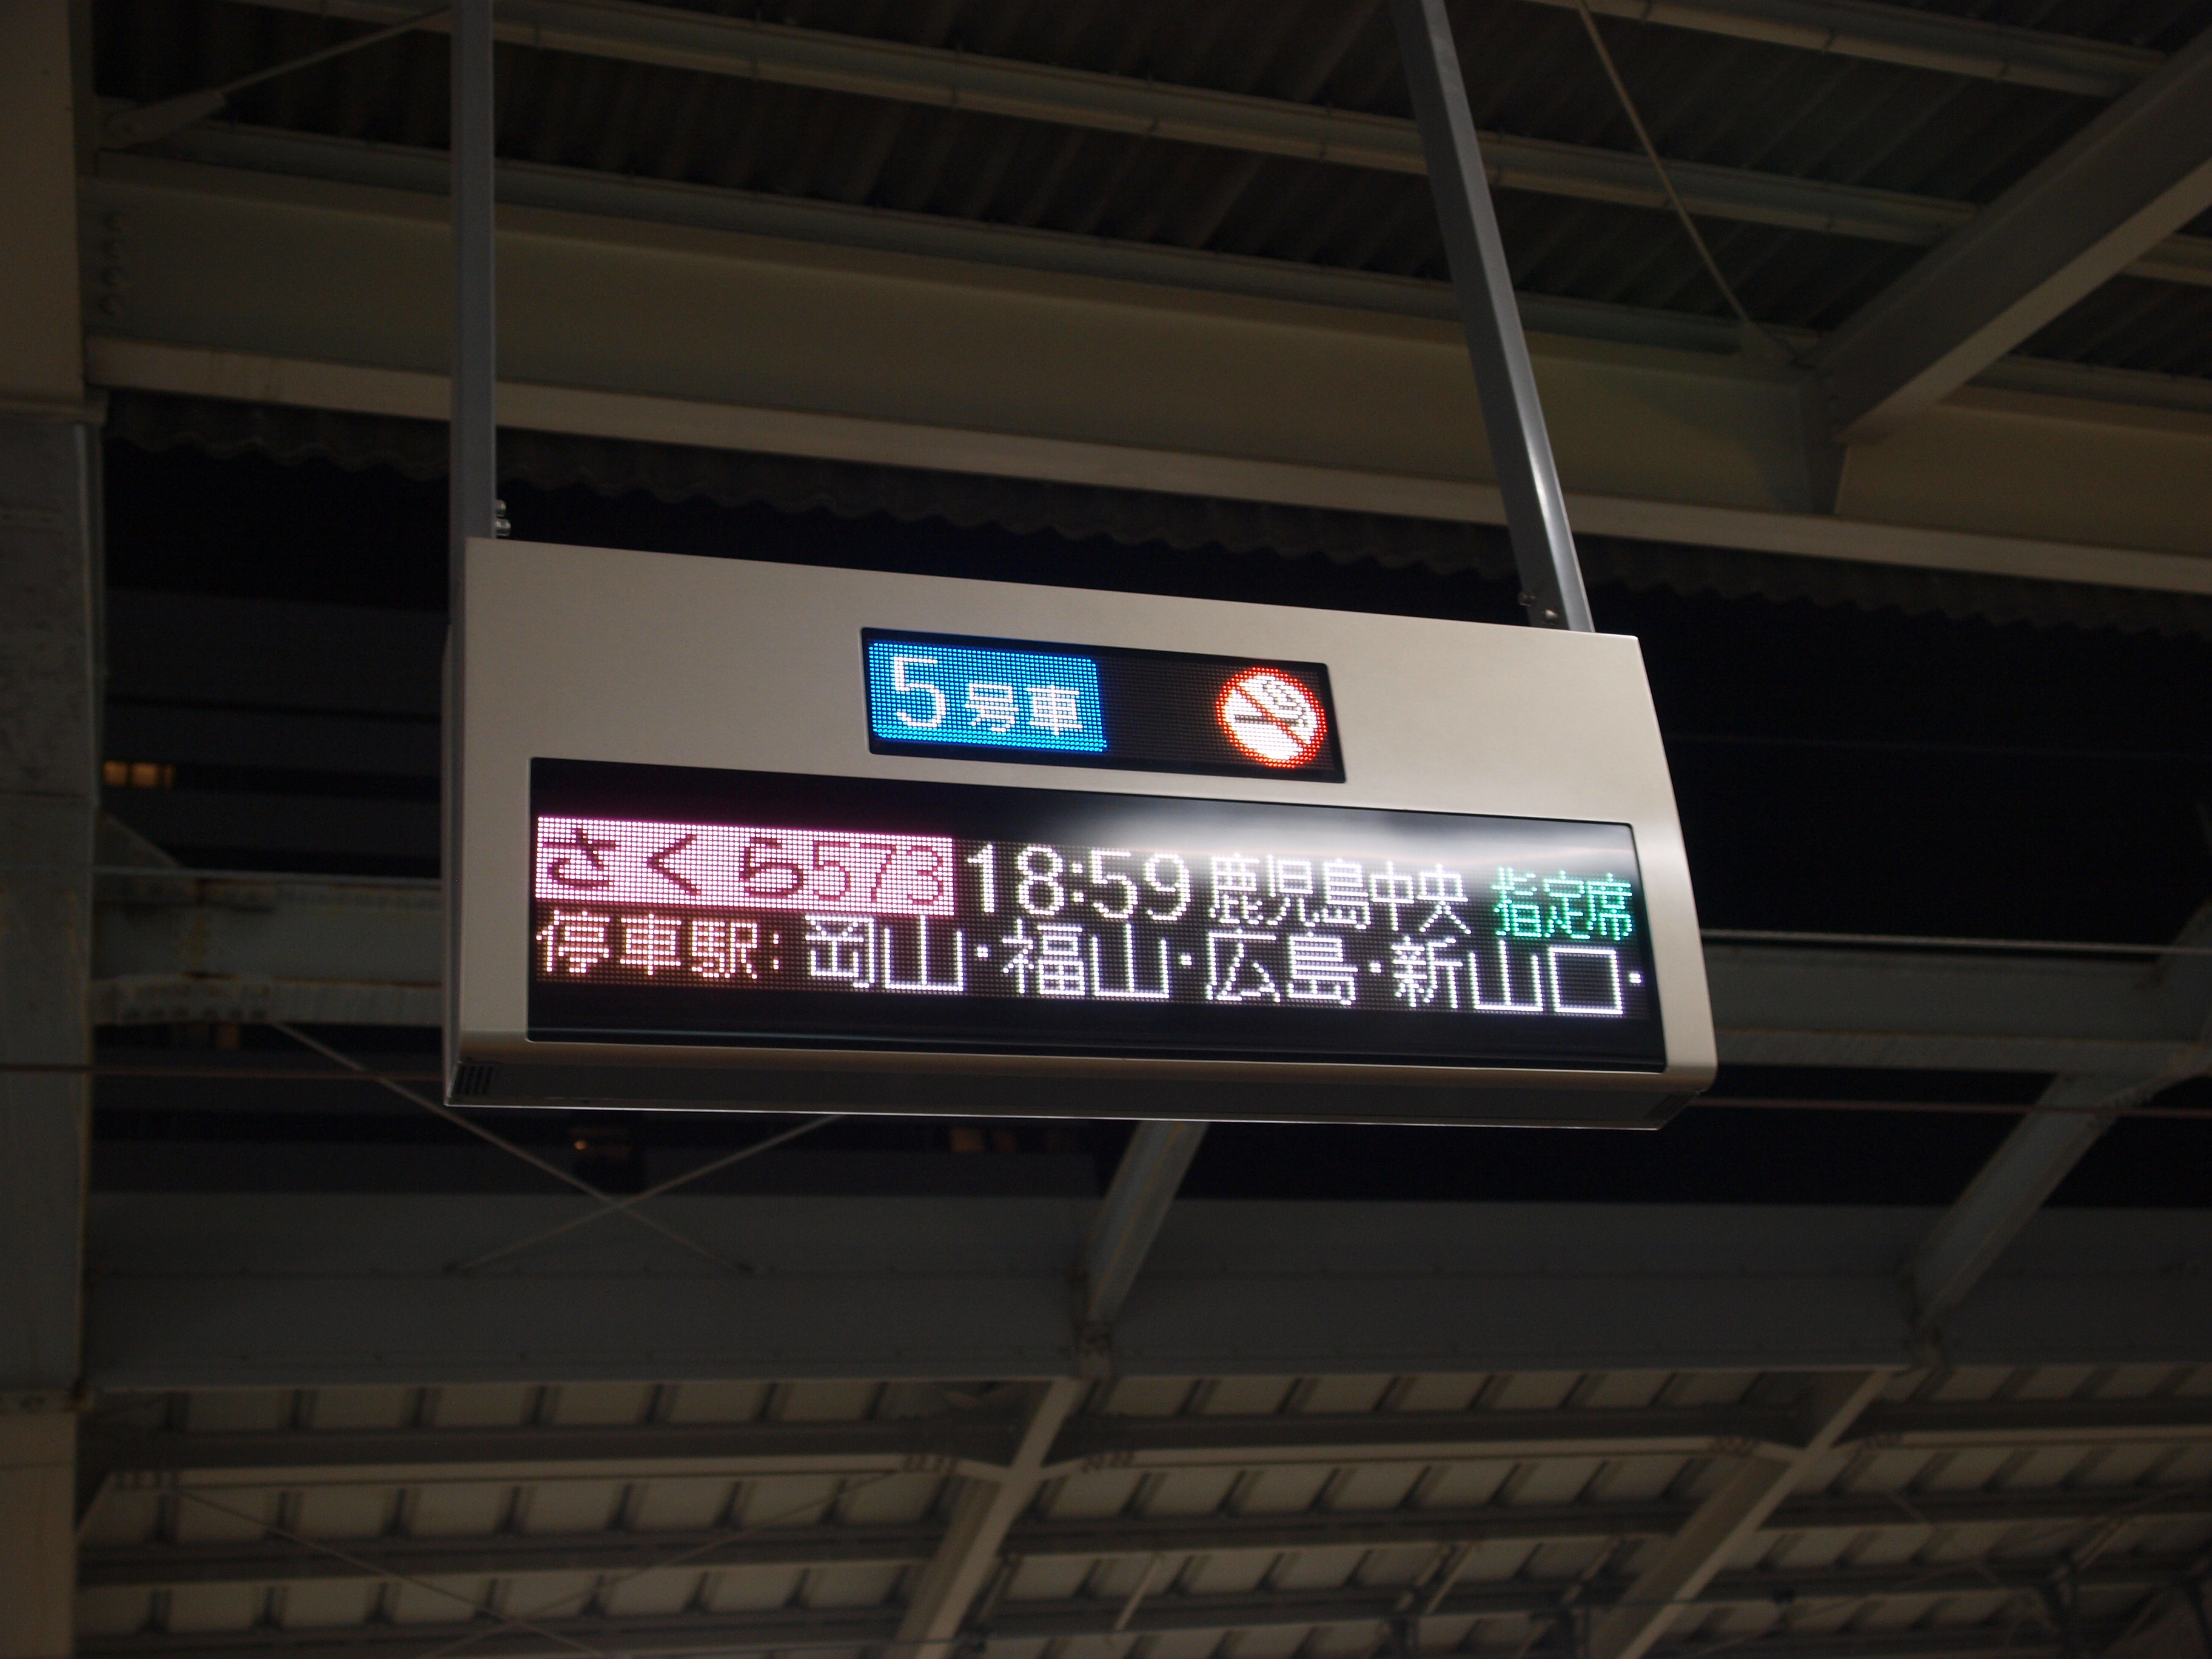 5号車
さくら573 18:59 鹿児島中央 指定席
停車駅:岡山・福山・広島・新山口・